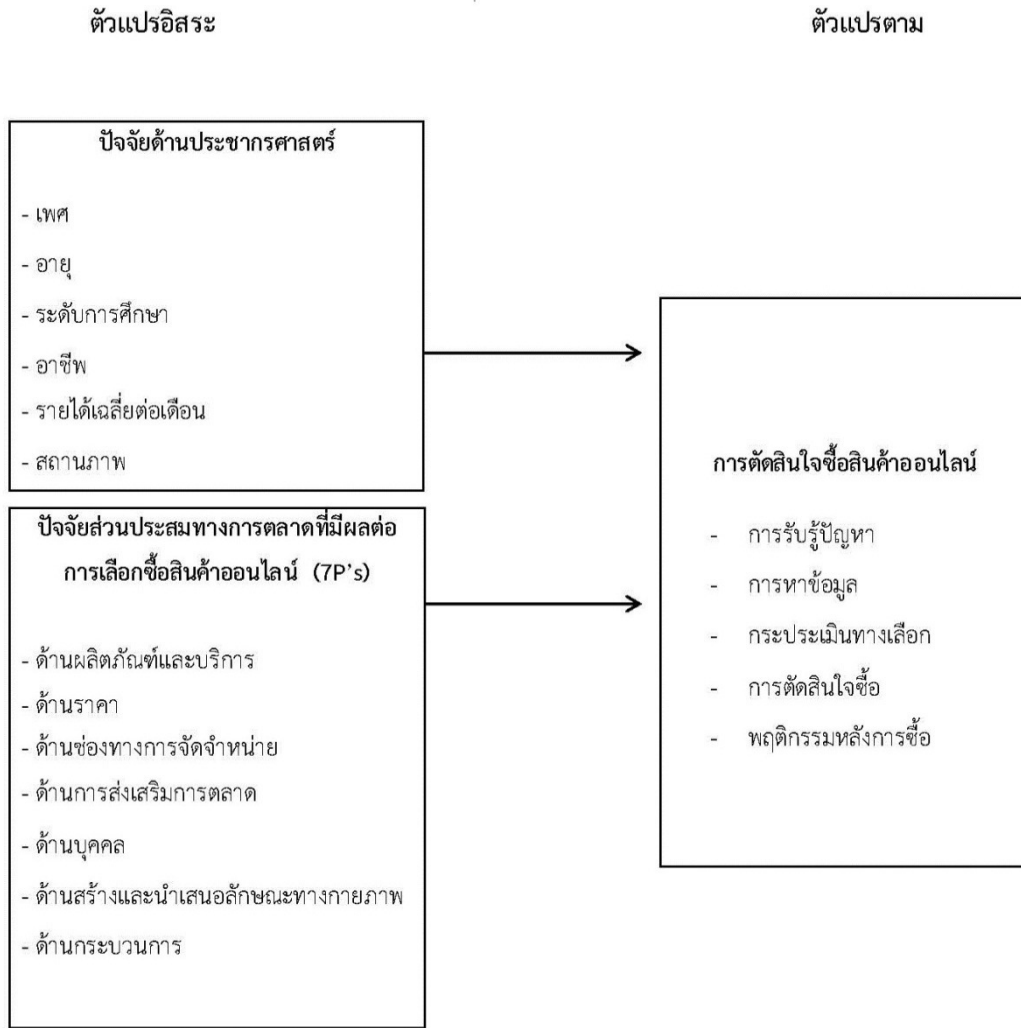 ตัวแปรอิสระ
ตัวแปรตาม
ปัจจัยด้านประชากรศาสตร์
- เพศ
- อายุ
- ระดับการศึกษา
- อาชีพ
- รายได้เฉลี่ยต่อเดือน
- สถานภาพ
ปัจจัยส่วนประสมทางการตลาดที่มีผลต่อ
การเลือกซื้อสินค้าออนไลน์ (7P's)
- ด้านผลิตภัณฑ์และบริการ
- ด้านราคา
- ด้านช่องทางการจัดจำหน่าย
- ด้านการส่งเสริมการตลาด
- ด้านบุคคล
- ด้านสร้างและนำเสนอลักษณะทางกายภาพ
- ด้านกระบวนการ
การตัดสินใจซื้อสินค้าออนไลน์
- การรับรู้ปัญหา
- การหาข้อมูล
- กระประเมินทางเลือก
- การตัดสินใจซื้อ
- พฤติกรรมหลังการซื้อ